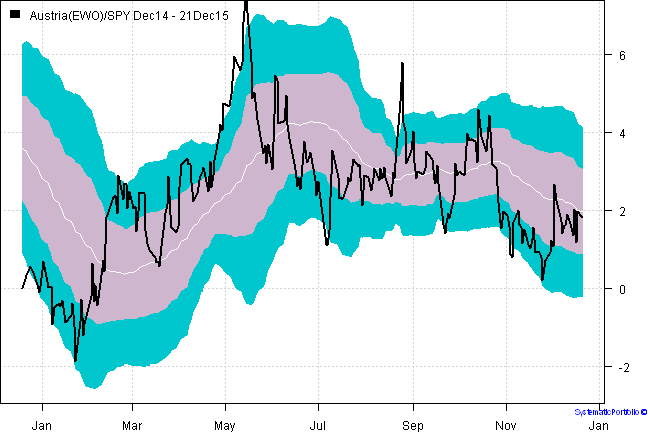 Austria(EWO)/SPY Dec14 - 21Dec15
6
4
2
0
-2
Jan Mar May Jul Sep Nov Jan
SystematicPortfolio ©